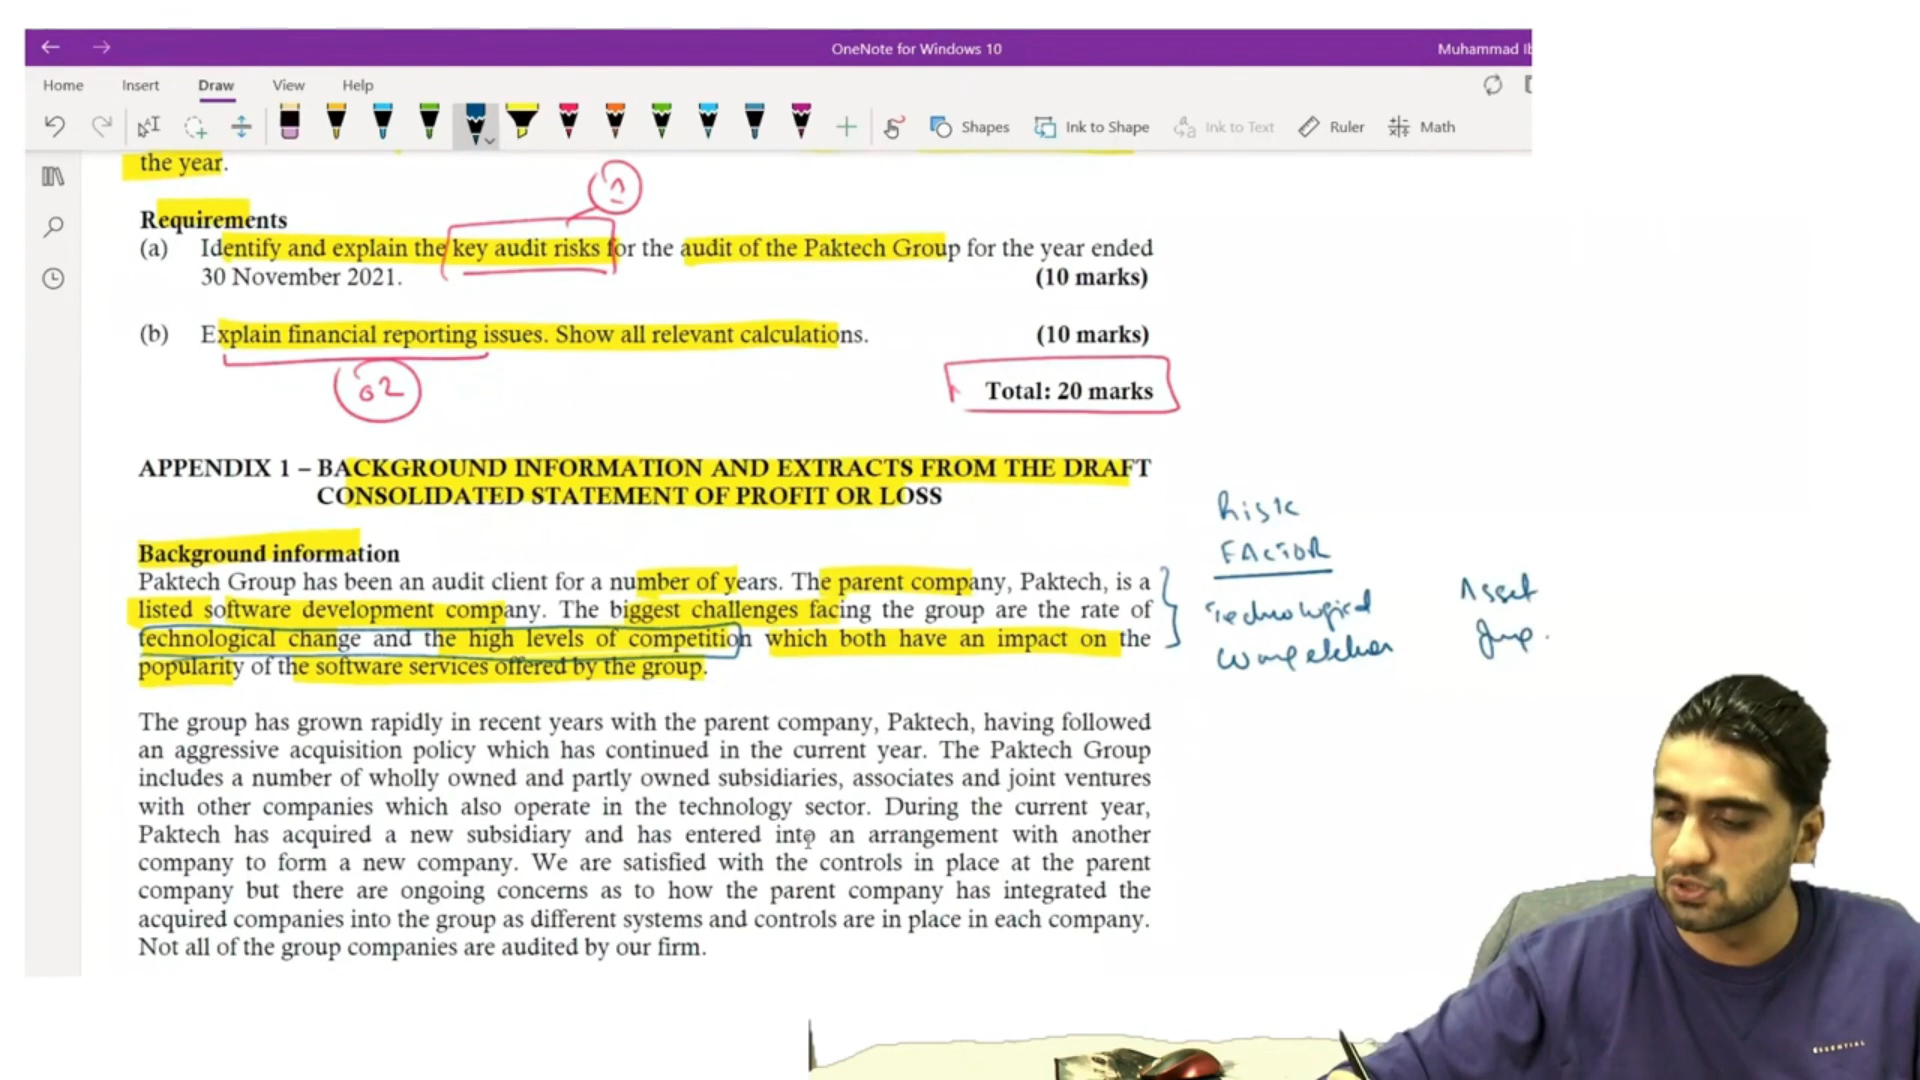 OneNote for Windows 10
Muhammad Ib
Home Insert Draw View Help
Shapes Ink to Shape Ink to Text Ruler Math
the year.
1
Requirements
(a) Identify and explain the key audit risks for the audit of the Paktech Group for the year ended
30 November 2021. (10 marks)
(b) Explain financial reporting issues. Show all relevant calculations. (10 marks)
02
Total: 20 marks
APPENDIX 1 – BACKGROUND INFORMATION AND EXTRACTS FROM THE DRAFT
CONSOLIDATED STATEMENT OF PROFIT OR LOSS
Background information
Paktech Group has been an audit client for a number of years. The parent company, Paktech, is a
listed software development company. The biggest challenges facing the group are the rate of
technological change and the high levels of competition which both have an impact on the
popularity of the software services offered by the group.
Risk
FACTOR
Technological
Competition
Asset
Imp.
The group has grown rapidly in recent years with the parent company, Paktech, having followed
an aggressive acquisition policy which has continued in the current year. The Paktech Group
includes a number of wholly owned and partly owned subsidiaries, associates and joint ventures
with other companies which also operate in the technology sector. During the current year,
Paktech has acquired a new subsidiary and has entered into an arrangement with another
company to form a new company. We are satisfied with the controls in place at the parent
company but there are ongoing concerns as to how the parent company has integrated the
acquired companies into the group as different systems and controls are in place in each company.
Not all of the group companies are audited by our firm.
ESSENTIAL